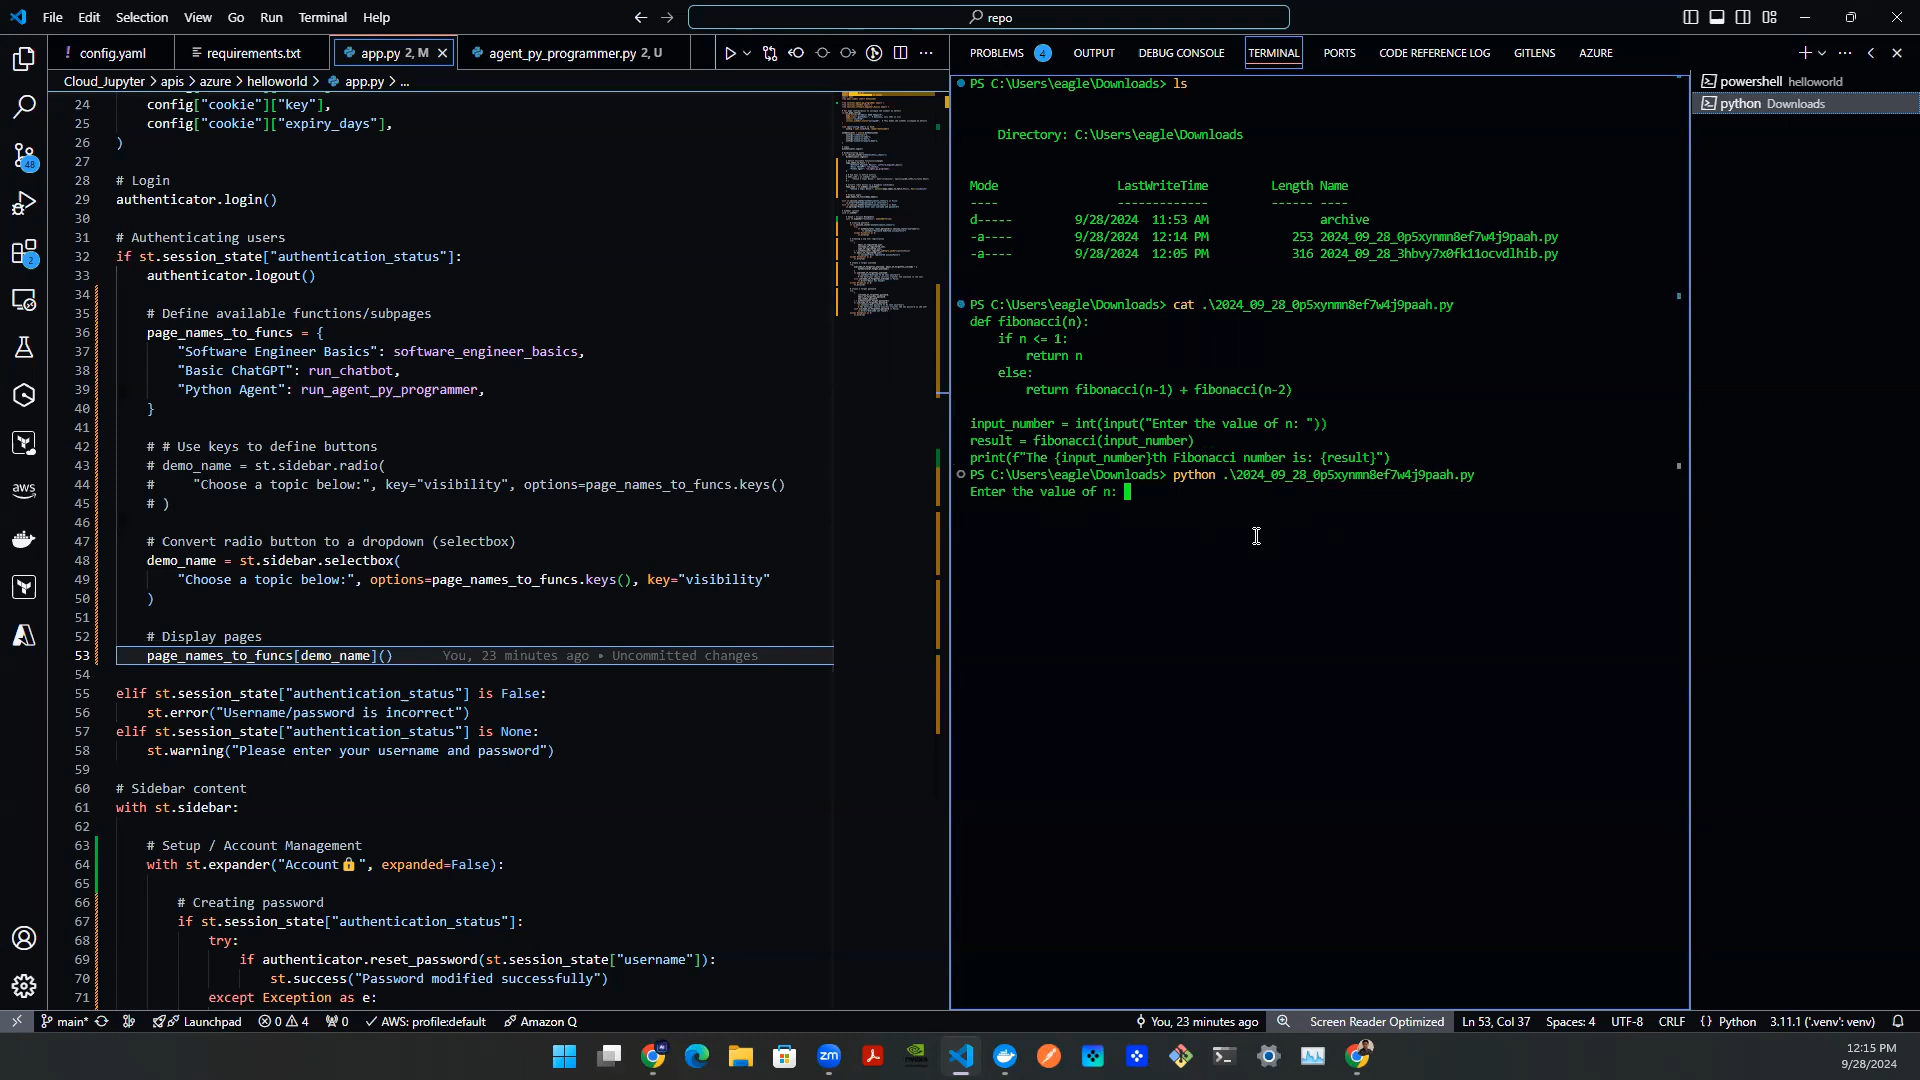 File Edit Selection View Go Run Terminal Help
repo
config.yaml
requirements.txt
app.py 2, M
agent_py_programmer.py 2, U
Cloud_Jupyter > apis > azure > helloworld > app.py > ...
24 config["cookie"]["key"],
25 config["cookie"]["expiry_days"],
26 )
27
28 # Login
29 authenticator.login()
30
31 # Authenticating users
32 if st.session_state["authentication_status"]:
33 authenticator.logout()
34
35 # Define available functions/subpages
36 page_names_to_funcs = {
37 "Software Engineer Basics": software_engineer_basics,
38 "Basic ChatGPT": run_chatbot,
39 "Python Agent": run_agent_py_programmer,
40 }
41
42 # # Use keys to define buttons
43 # demo_name = st.sidebar.radio(
44 # "Choose a topic below:", key="visibility", options=page_names_to_funcs.keys()
45 # )
46
47 # Convert radio button to a dropdown (selectbox)
48 demo_name = st.sidebar.selectbox(
49 "Choose a topic below:", options=page_names_to_funcs.keys(), key="visibility"
50 )
51
52 # Display pages
53 page_names_to_funcs[demo_name]() You, 23 minutes ago • Uncommitted changes
54
55 elif st.session_state["authentication_status"] is False:
56 st.error("Username/password is incorrect")
57 elif st.session_state["authentication_status"] is None:
58 st.warning("Please enter your username and password")
59
60 # Sidebar content
61 with st.sidebar:
62
63 # Setup / Account Management
64 with st.expander("Account🔒", expanded=False):
65
66 # Creating password
67 if st.session_state["authentication_status"]:
68 try:
69 if authenticator.reset_password(st.session_state["username"]):
70 st.success("Password modified successfully")
71 except Exception as e:
PROBLEMS 4 OUTPUT DEBUG CONSOLE TERMINAL PORTS CODE REFERENCE LOG GITLENS AZURE
PS C:\Users\eagle\Downloads> ls
Directory: C:\Users\eagle\Downloads
Mode LastWriteTime Length Name
---- ------------- ------ ----
d----- 9/28/2024 11:53 AM archive
-a---- 9/28/2024 12:14 PM 253 2024_09_28_0p5xynmn8ef7w4j9paah.py
-a---- 9/28/2024 12:05 PM 316 2024_09_28_3hbvy7x0fk11ocvdlhib.py
PS C:\Users\eagle\Downloads> cat .\2024_09_28_0p5xynmn8ef7w4j9paah.py
def fibonacci(n):
if n <= 1:
return n
else:
return fibonacci(n-1) + fibonacci(n-2)
input_number = int(input("Enter the value of n: "))
result = fibonacci(input_number)
print(f"The {input_number}th Fibonacci number is: {result}")
PS C:\Users\eagle\Downloads> python .\2024_09_28_0p5xynmn8ef7w4j9paah.py
Enter the value of n:
powershell helloworld
python Downloads
48
2
aws
main* Launchpad 0 4 0 AWS: profile:default Amazon Q
You, 23 minutes ago Screen Reader Optimized Ln 53, Col 37 Spaces: 4 UTF-8 CRLF {} Python 3.11.1 ('.venv': venv)
zm
12:15 PM
9/28/2024